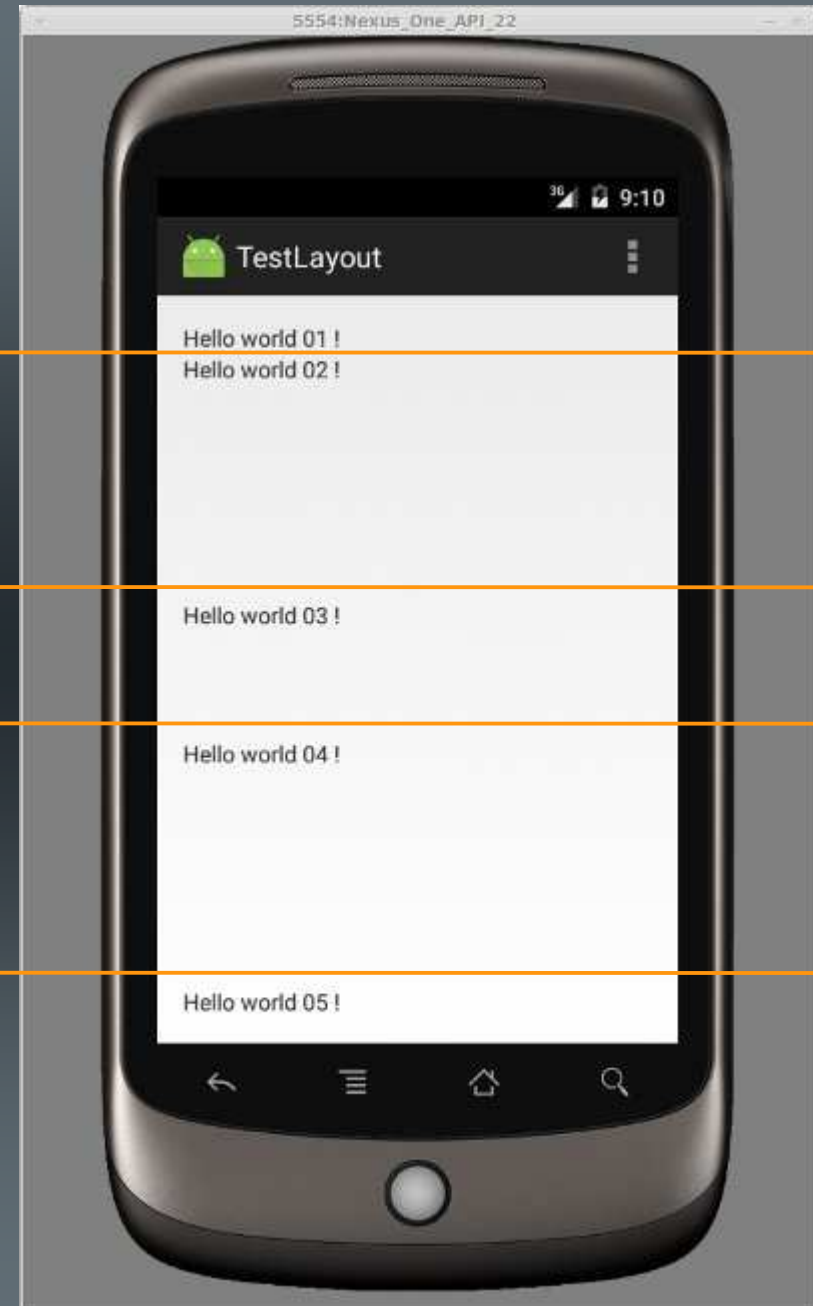 5554:Nexus_One_API_22
3G 9:10
TestLayout
Hello world 01 !
Hello world 02 !
Hello world 03 !
Hello world 04 !
Hello world 05 !